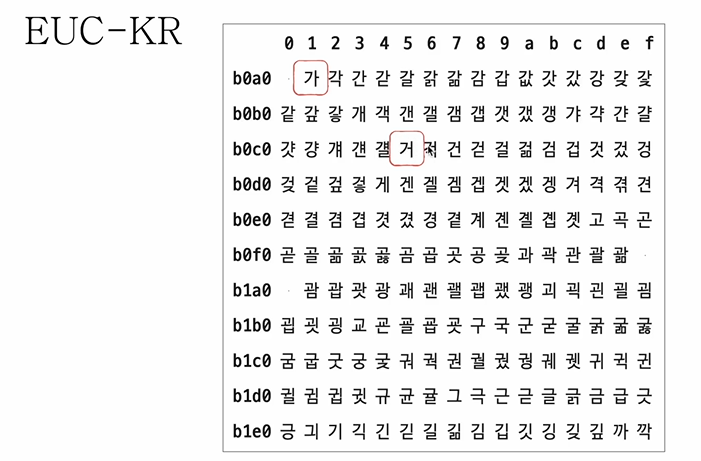 EUC-KR
0 1 2 3 4 5 6 7 8 9 a b c d e f
b0a0 가 각 간 갇 갈 갉 갊 감 갑 값 갓 갔 강 갖 갗
b0b0 같 갚 갛 개 객 갠 갤 갬 갭 갯 갰 갱 갸 갹 갼 걀
b0c0 걋 걍 걔 걘 걜 거 걱 건 걷 걸 걺 검 겁 것 겄 겅
b0d0 겆 겉 겊 겋 게 겐 겔 겜 겝 겟 겠 겡 겨 격 겪 견
b0e0 겯 결 겸 겹 겻 겼 경 곁 계 곈 곌 곕 곗 고 곡 곤
b0f0 곧 골 곪 곬 곯 곰 곱 곳 공 곶 과 곽 관 괄 괆
b1a0 괌 괍 괏 광 괘 괜 괠 괩 괬 괭 괴 괵 괸 괼 굄
b1b0 굅 굇 굉 교 굔 굘 굡 굣 구 국 군 굳 굴 굵 굶 굻
b1c0 굼 굽 굿 궁 궂 궈 궉 권 궐 궜 궝 궤 궷 귀 귁 귄
b1d0 귈 귐 귑 귓 규 균 귤 그 극 근 귿 글 긁 금 급 긋
b1e0 긍 긔 기 긱 긴 긷 길 긺 김 깁 깃 깅 깆 깊 까 깍